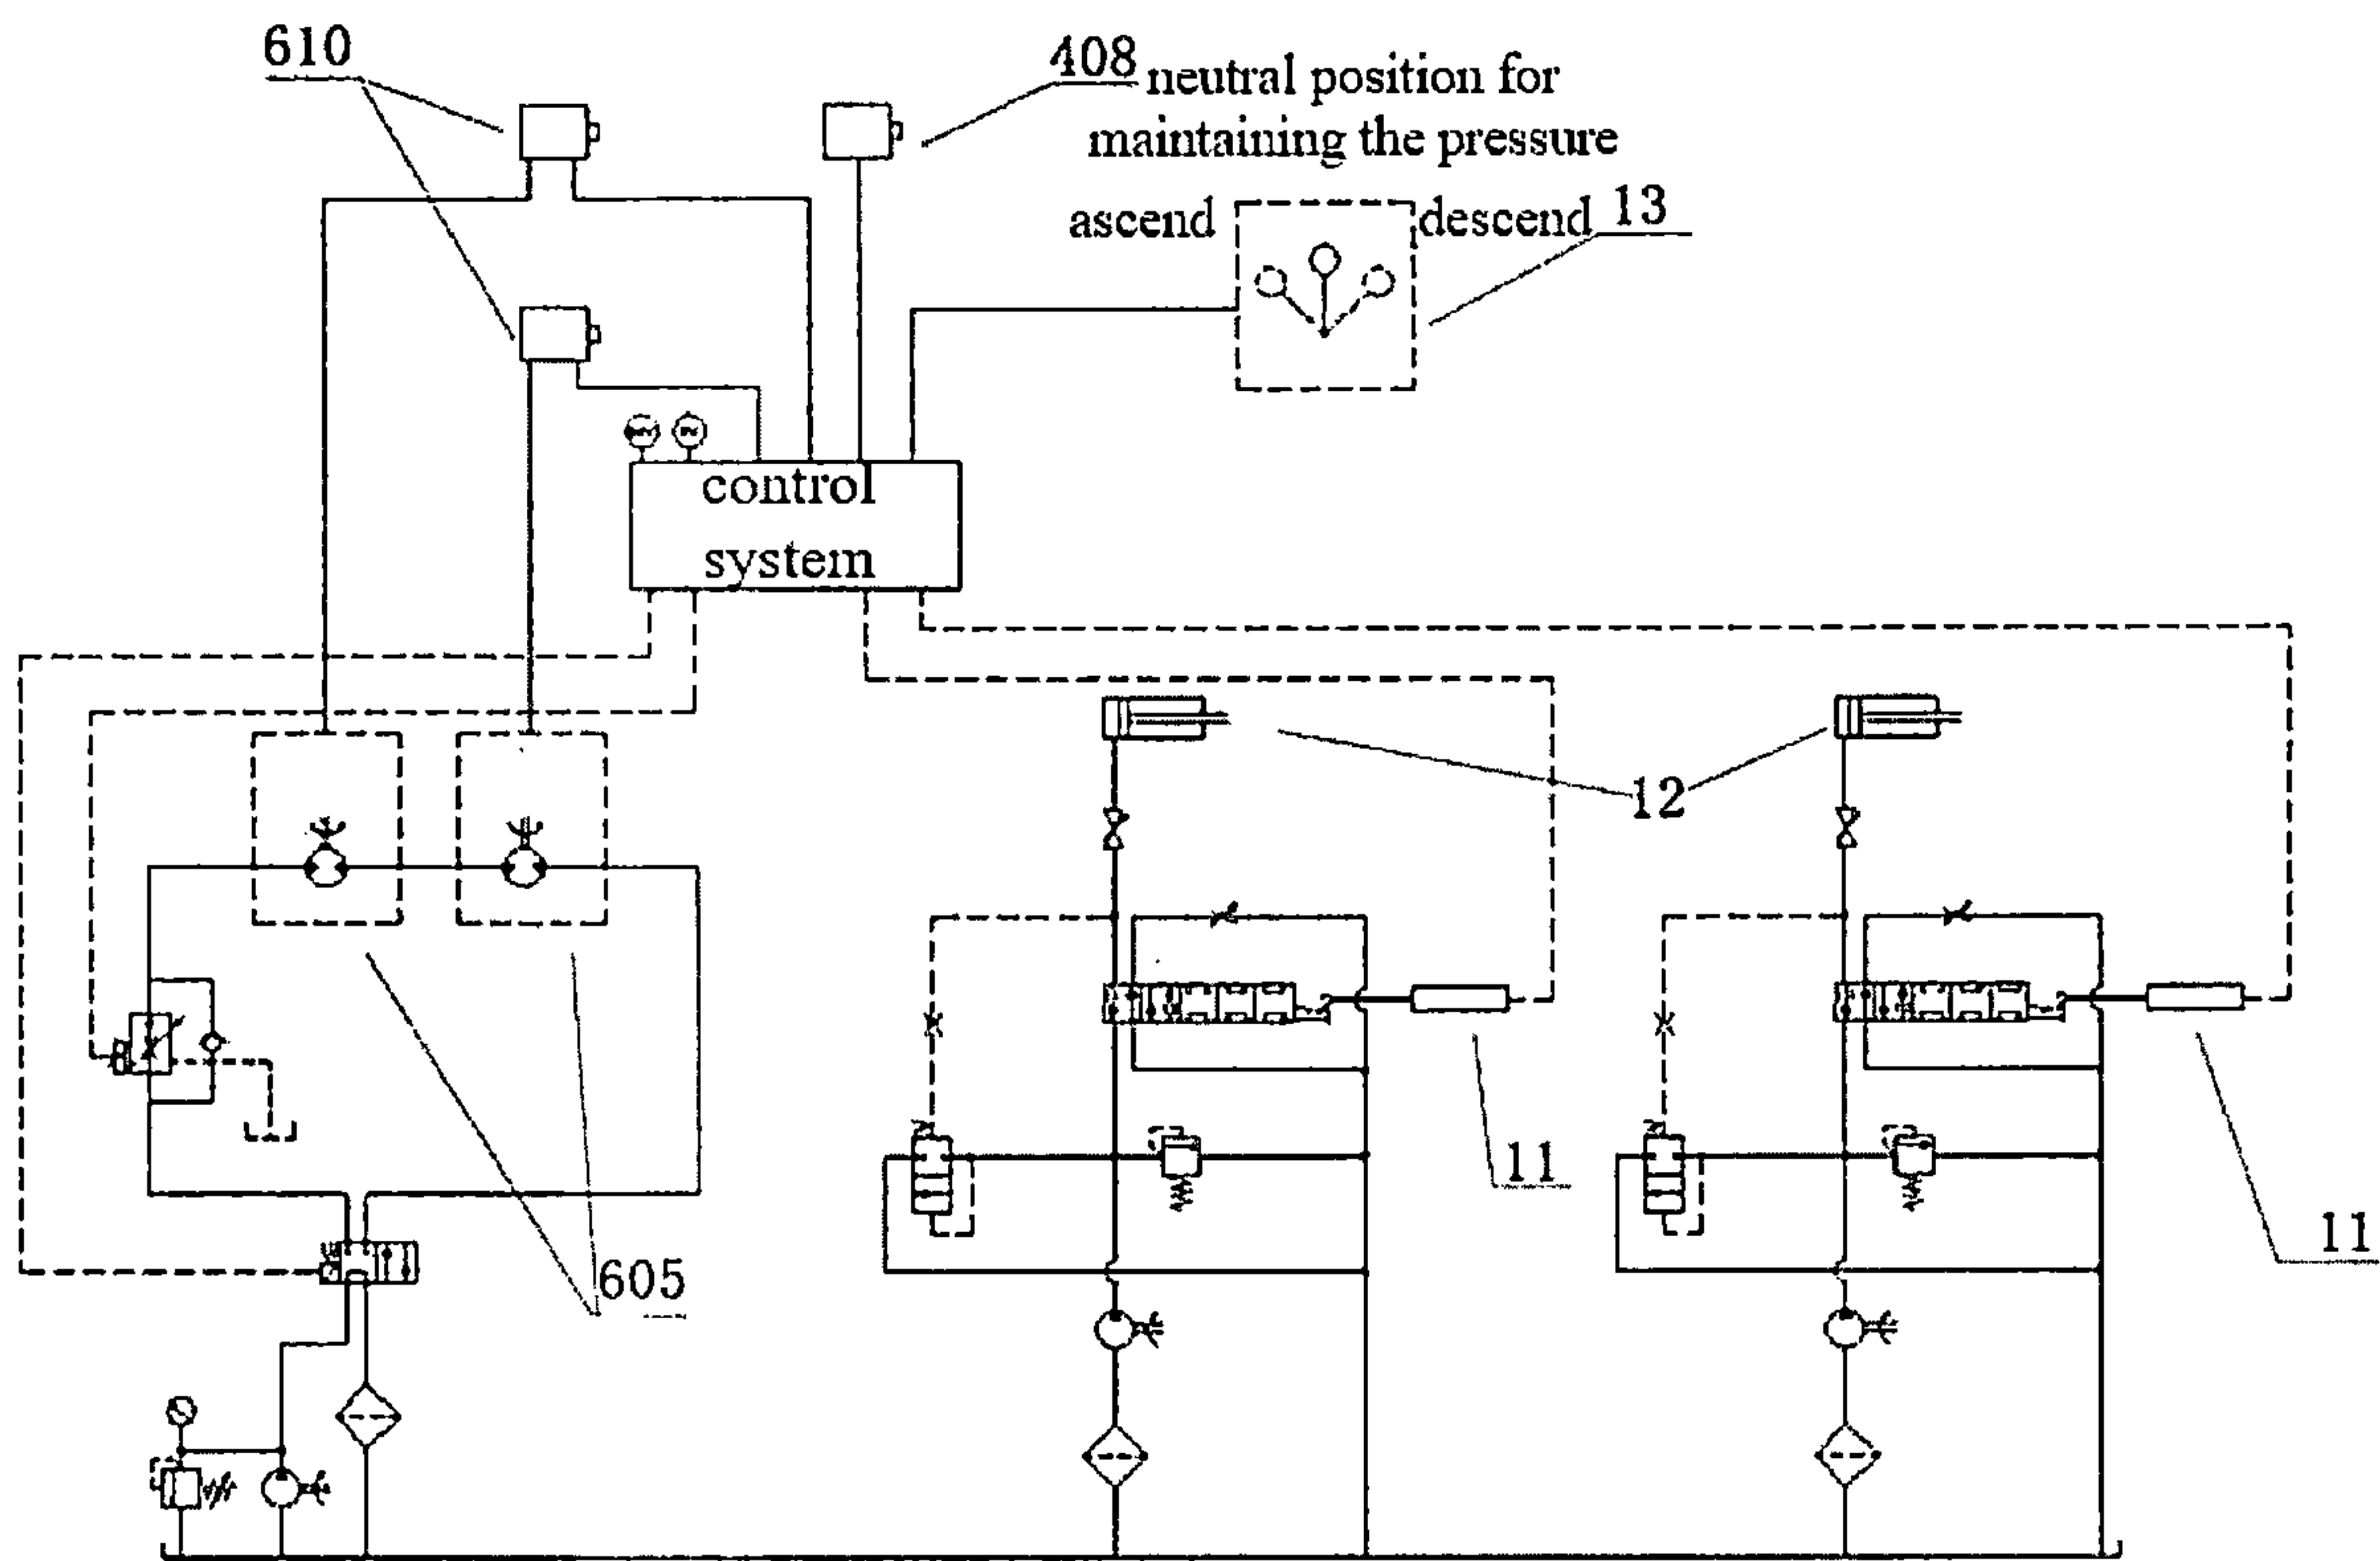 610
408
neutral position for
maintaining the pressure
ascend
descend
13
control
system
12
11
11
605